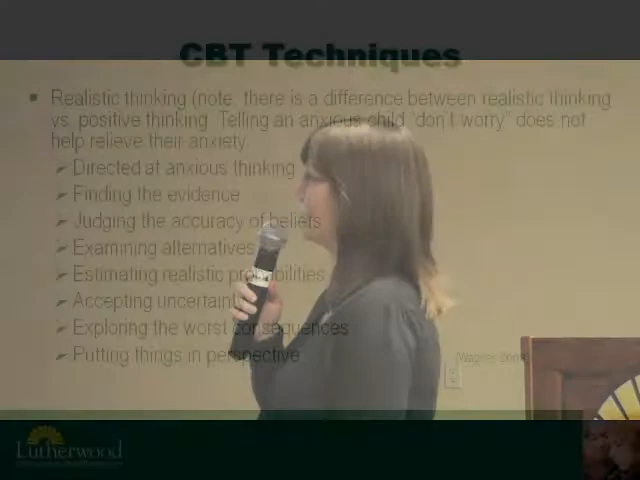 CBT Techniques
Realistic thinking (note, there is a difference between realistic thinking
vs. positive thinking. Telling an anxious child "don't worry" does not
help relieve their anxiety.
Directed at anxious thinking
Finding the evidence
Judging the accuracy of beliefs
Examining alternatives
Estimating realistic probabilities
Accepting uncertain
Exploring the worst consequences
Putting things in perspective
(Wagner
Lutherwood